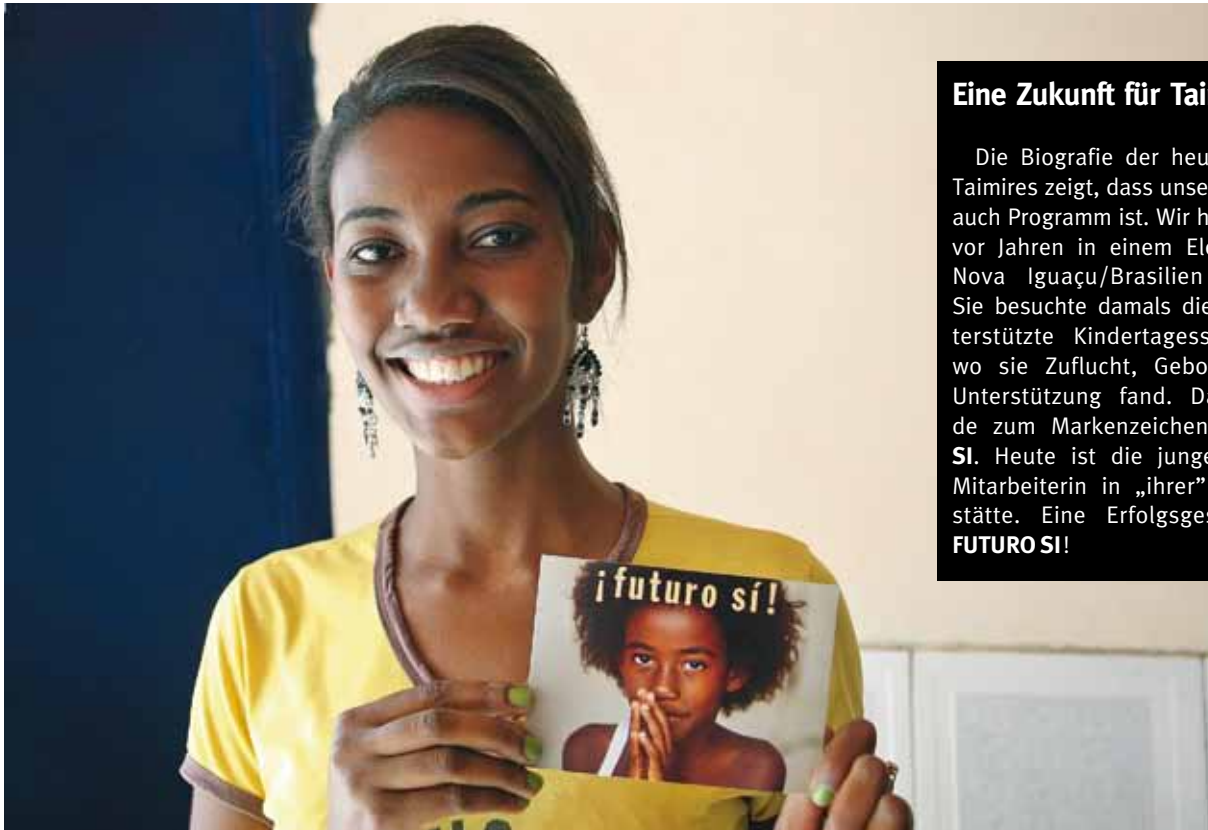 Eine Zukunft für Tai
Die Biografie der heu
Taimires zeigt, dass unse
auch Programm ist. Wir h
vor Jahren in einem Ele
Nova Iguaçu/Brasilien
Sie besuchte damals die
terstützte Kindertagess
wo sie Zuflucht, Gebo
Unterstützung fand. Da
de zum Markenzeichen
SI. Heute ist die junge
Mitarbeiterin in „ihrer”
stätte. Eine Erfolgsges
FUTURO SI!
¡futuro sí!